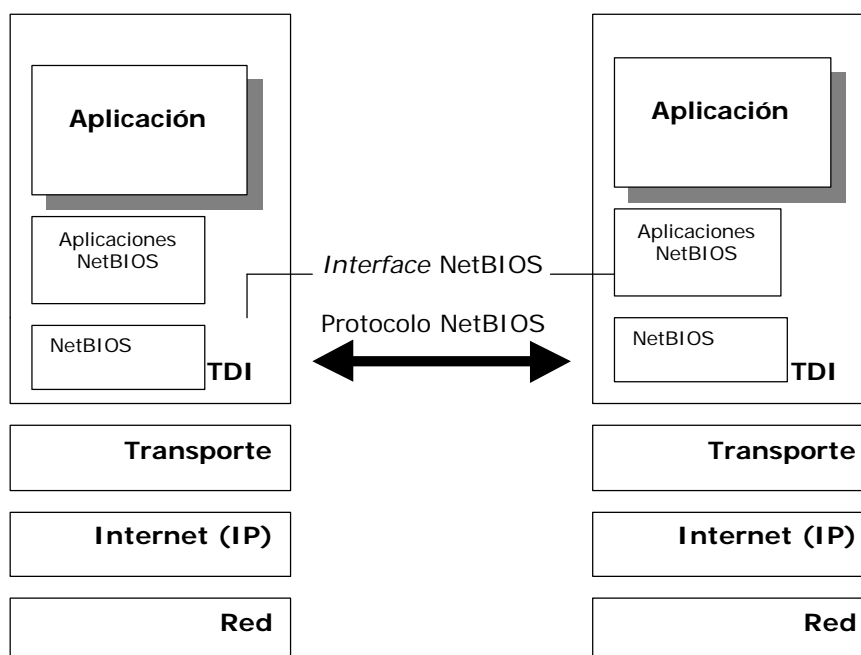 Aplicación
Aplicación
Aplicaciones
NetBIOS
Interface NetBIOS
Aplicaciones
NetBIOS
Protocolo NetBIOS
NetBIOS
TDI
NetBIOS
TDI
Transporte
Transporte
Internet (IP)
Internet (IP)
Red
Red